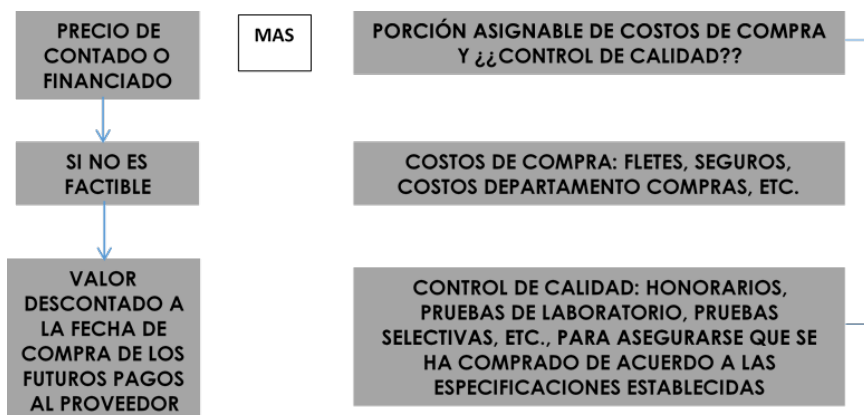 PRECIO DE
CONTADO O
FINANCIADO
MAS
PORCIÓN ASIGNABLE DE COSTOS DE COMPRA
Y ¿¿CONTROL DE CALIDAD??
SI NO ES
FACTIBLE
COSTOS DE COMPRA: FLETES, SEGUROS,
COSTOS DEPARTAMENTO COMPRAS, ETC.
VALOR
DESCONTADO A
LA FECHA DE
COMPRA DE LOS
FUTUROS PAGOS
AL PROVEEDOR
CONTROL DE CALIDAD: HONORARIOS,
PRUEBAS DE LABORATORIO, PRUEBAS
SELECTIVAS, ETC., PARA ASEGURARSE QUE SE
HA COMPRADO DE ACUERDO A LAS
ESPECIFICACIONES ESTABLECIDAS